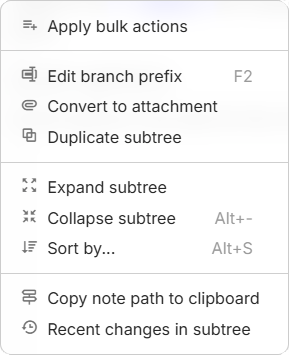 Apply bulk actions
Edit branch prefix F2
Convert to attachment
Duplicate subtree
Expand subtree
Collapse subtree Alt+-
Sort by... Alt+S
Copy note path to clipboard
Recent changes in subtree